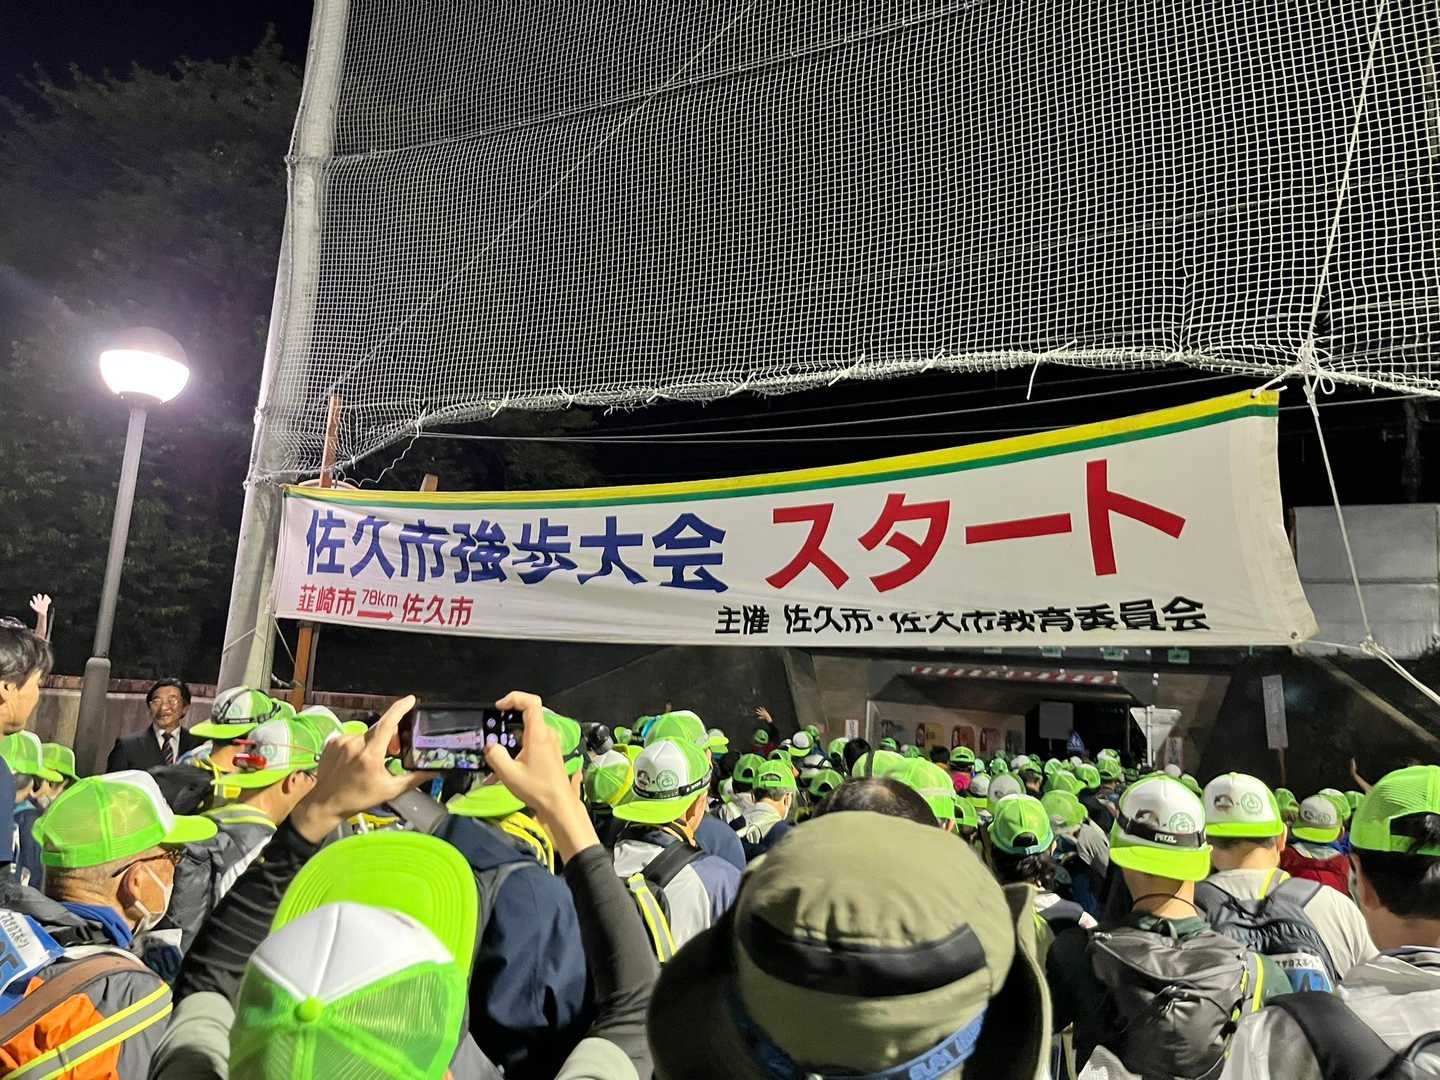 佐久市強歩大会 スタート
韮崎市 78km 佐久市
主催 佐久市・佐久市教育委員会
PETZL